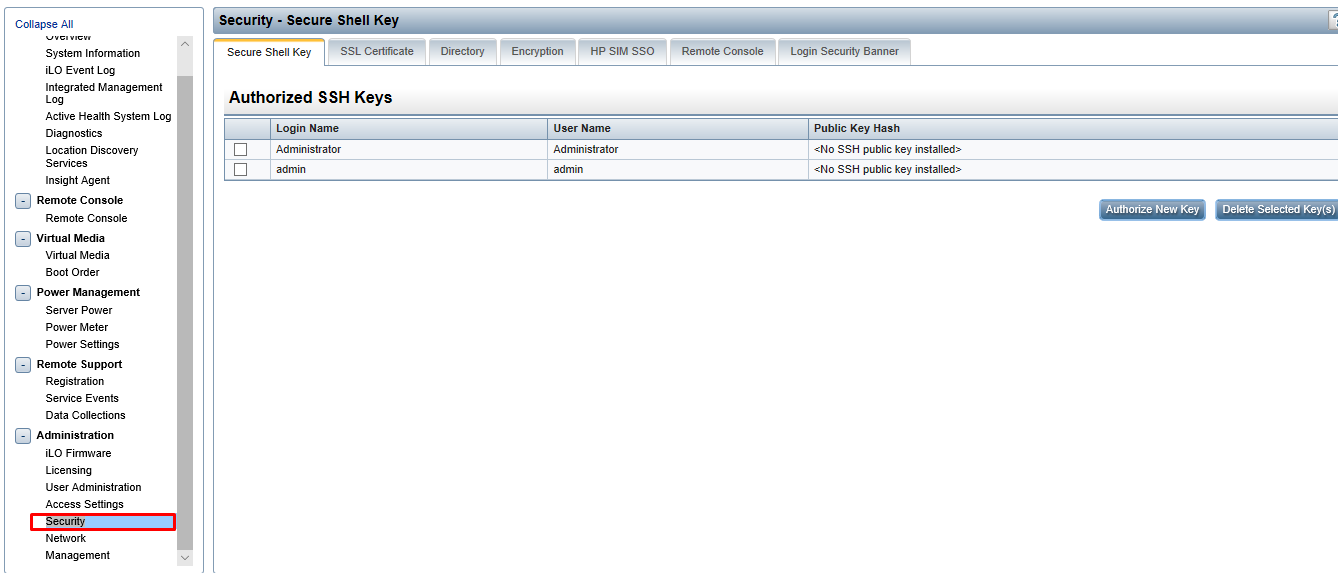 Collapse All
Overview
System Information
iLO Event Log
Integrated Management
Log
Active Health System Log
Diagnostics
Location Discovery
Services
Insight Agent
- Remote Console
Remote Console
- Virtual Media
Virtual Media
Boot Order
- Power Management
Server Power
Power Meter
Power Settings
- Remote Support
Registration
Service Events
Data Collections
- Administration
iLO Firmware
Licensing
User Administration
Access Settings
Security
Network
Management
Security - Secure Shell Key
Secure Shell Key SSL Certificate Directory Encryption HP SIM SSO Remote Console Login Security Banner
Authorized SSH Keys
Login Name User Name Public Key Hash
Administrator Administrator <No SSH public key installed>
admin admin <No SSH public key installed>
Authorize New Key Delete Selected Key(s)